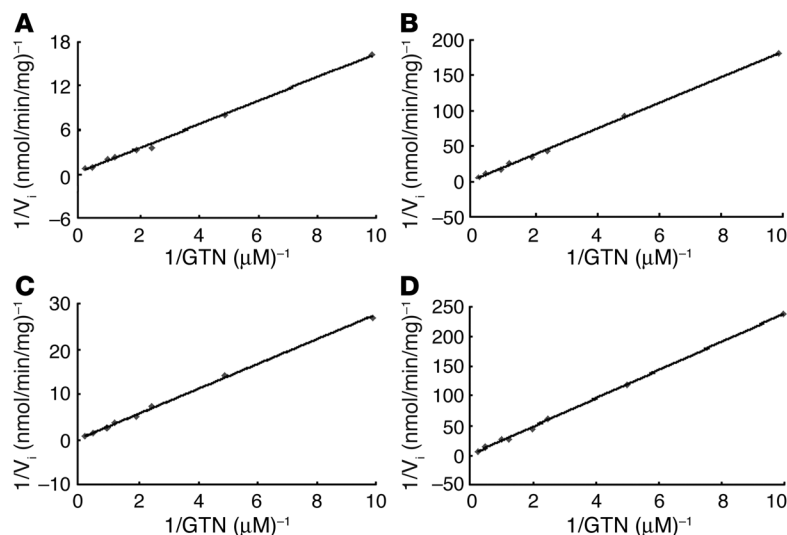 A
18
12
6
0
−6
1/Vᵢ (nmol/min/mg)⁻¹
0 2 4 6 8 10
1/GTN (μM)⁻¹
B
200
150
100
50
0
−50
1/Vᵢ (nmol/min/mg)⁻¹
0 2 4 6 8 10
1/GTN (μM)⁻¹
C
30
20
10
0
−10
1/Vᵢ (nmol/min/mg)⁻¹
0 2 4 6 8 10
1/GTN (μM)⁻¹
D
250
200
150
100
50
0
−50
1/Vᵢ (nmol/min/mg)⁻¹
0 2 4 6 8 10
1/GTN (μM)⁻¹